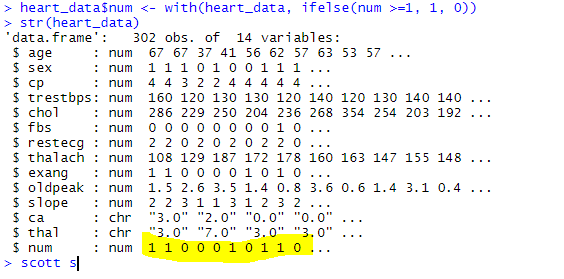 > heart_data$num <- with(heart_data, ifelse(num >=1, 1, 0))
> str(heart_data)
'data.frame':   302 obs. of  14 variables:
 $ age     : num  67 67 37 41 56 62 57 63 53 57 ...
 $ sex     : num  1 1 1 0 1 0 0 1 1 1 ...
 $ cp      : num  4 4 3 2 2 4 4 4 4 4 ...
 $ trestbps: num  160 120 130 130 120 140 120 130 140 140 ...
 $ chol    : num  286 229 250 204 236 268 354 254 203 192 ...
 $ fbs     : num  0 0 0 0 0 0 0 0 1 0 ...
 $ restecg : num  2 2 0 2 0 2 0 2 2 0 ...
 $ thalach : num  108 129 187 172 178 160 163 147 155 148 ...
 $ exang   : num  1 1 0 0 0 0 1 0 1 0 ...
 $ oldpeak : num  1.5 2.6 3.5 1.4 0.8 3.6 0.6 1.4 3.1 0.4 ...
 $ slope   : num  2 2 3 1 1 3 1 2 3 2 ...
 $ ca      : chr  "3.0" "2.0" "0.0" "0.0" ...
 $ thal    : chr  "3.0" "7.0" "3.0" "3.0" ...
 $ num     : num  1 1 0 0 0 1 0 1 1 0 ...
> scott s